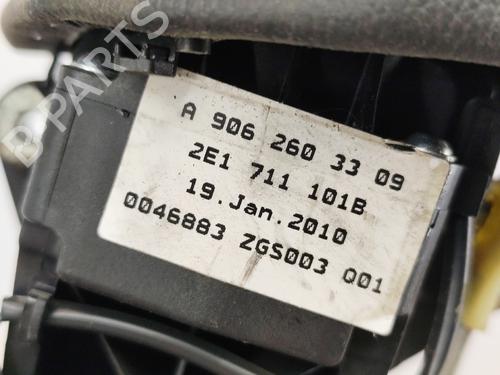 A 906 260 33 09
2E1 711 101B
19.Jan.2010
0046883 ZGS003 Q01
B PARTS